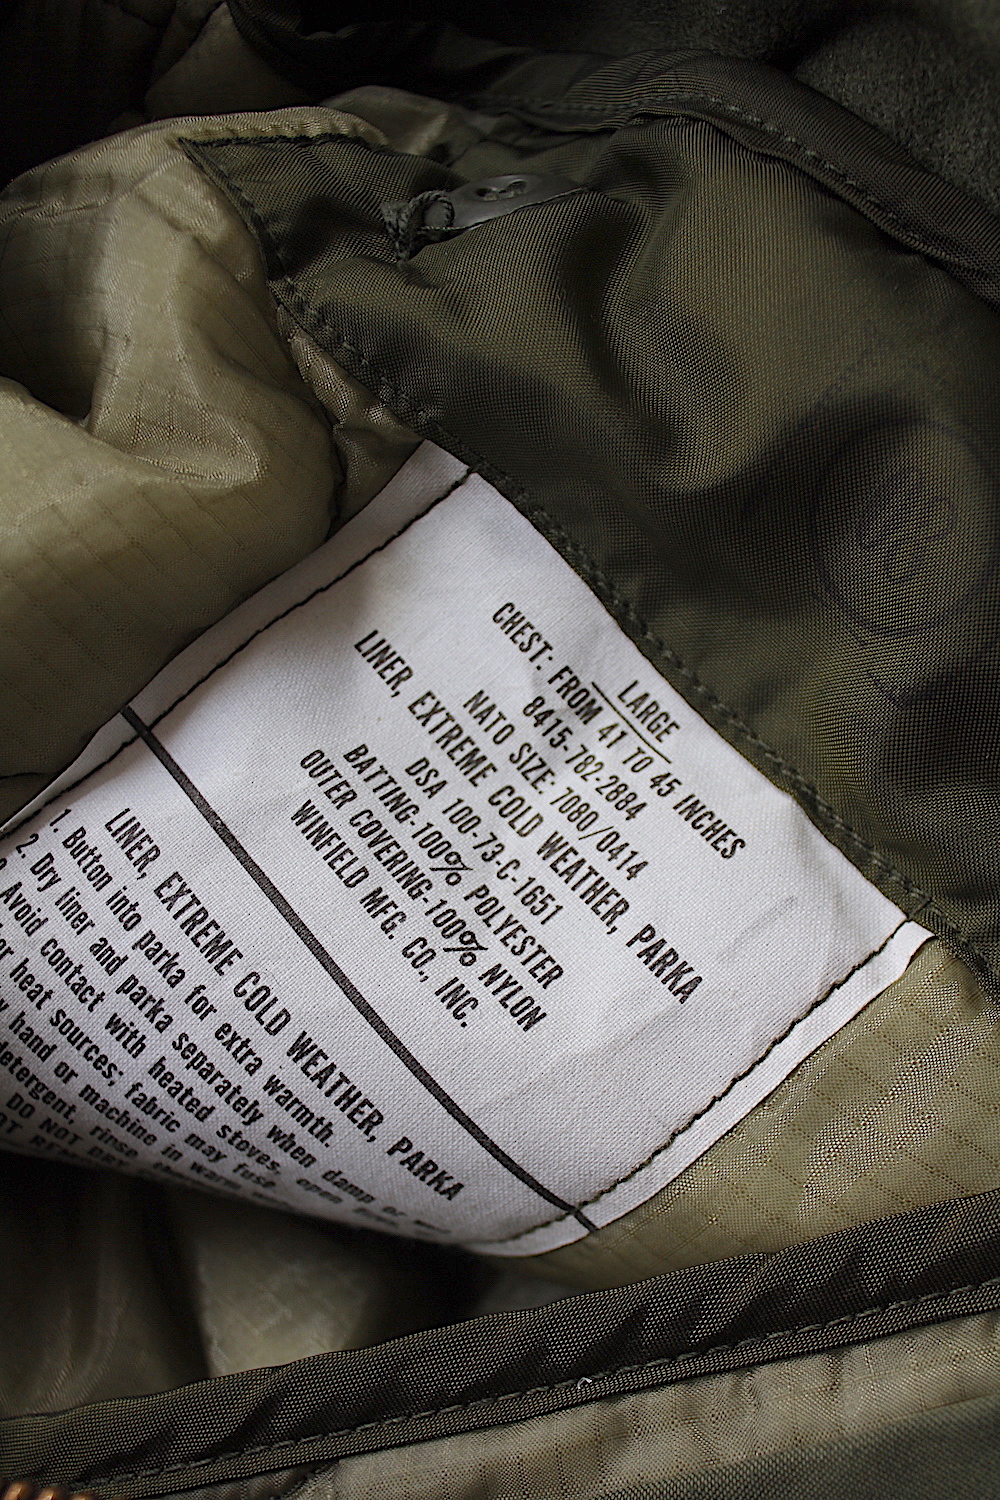 LARGE
CHEST: FROM 41 TO 45 INCHES
8415-782-2884
NATO SIZE: 7080/0414
LINER, EXTREME COLD WEATHER, PARKA
DSA 100-73-C-1651
BATTING-100% POLYESTER
OUTER COVERING-100% NYLON
WINFIELD MFG. CO., INC.
LINER, EXTREME COLD WEATHER, PARKA
1. Button into parka for extra warmth.
2. Dry liner and parka separately when damp or
Avoid contact with heated stoves, open
or heat sources; fabric may fuse.
hand or machine in warm
detergent, rinse
DO NOT